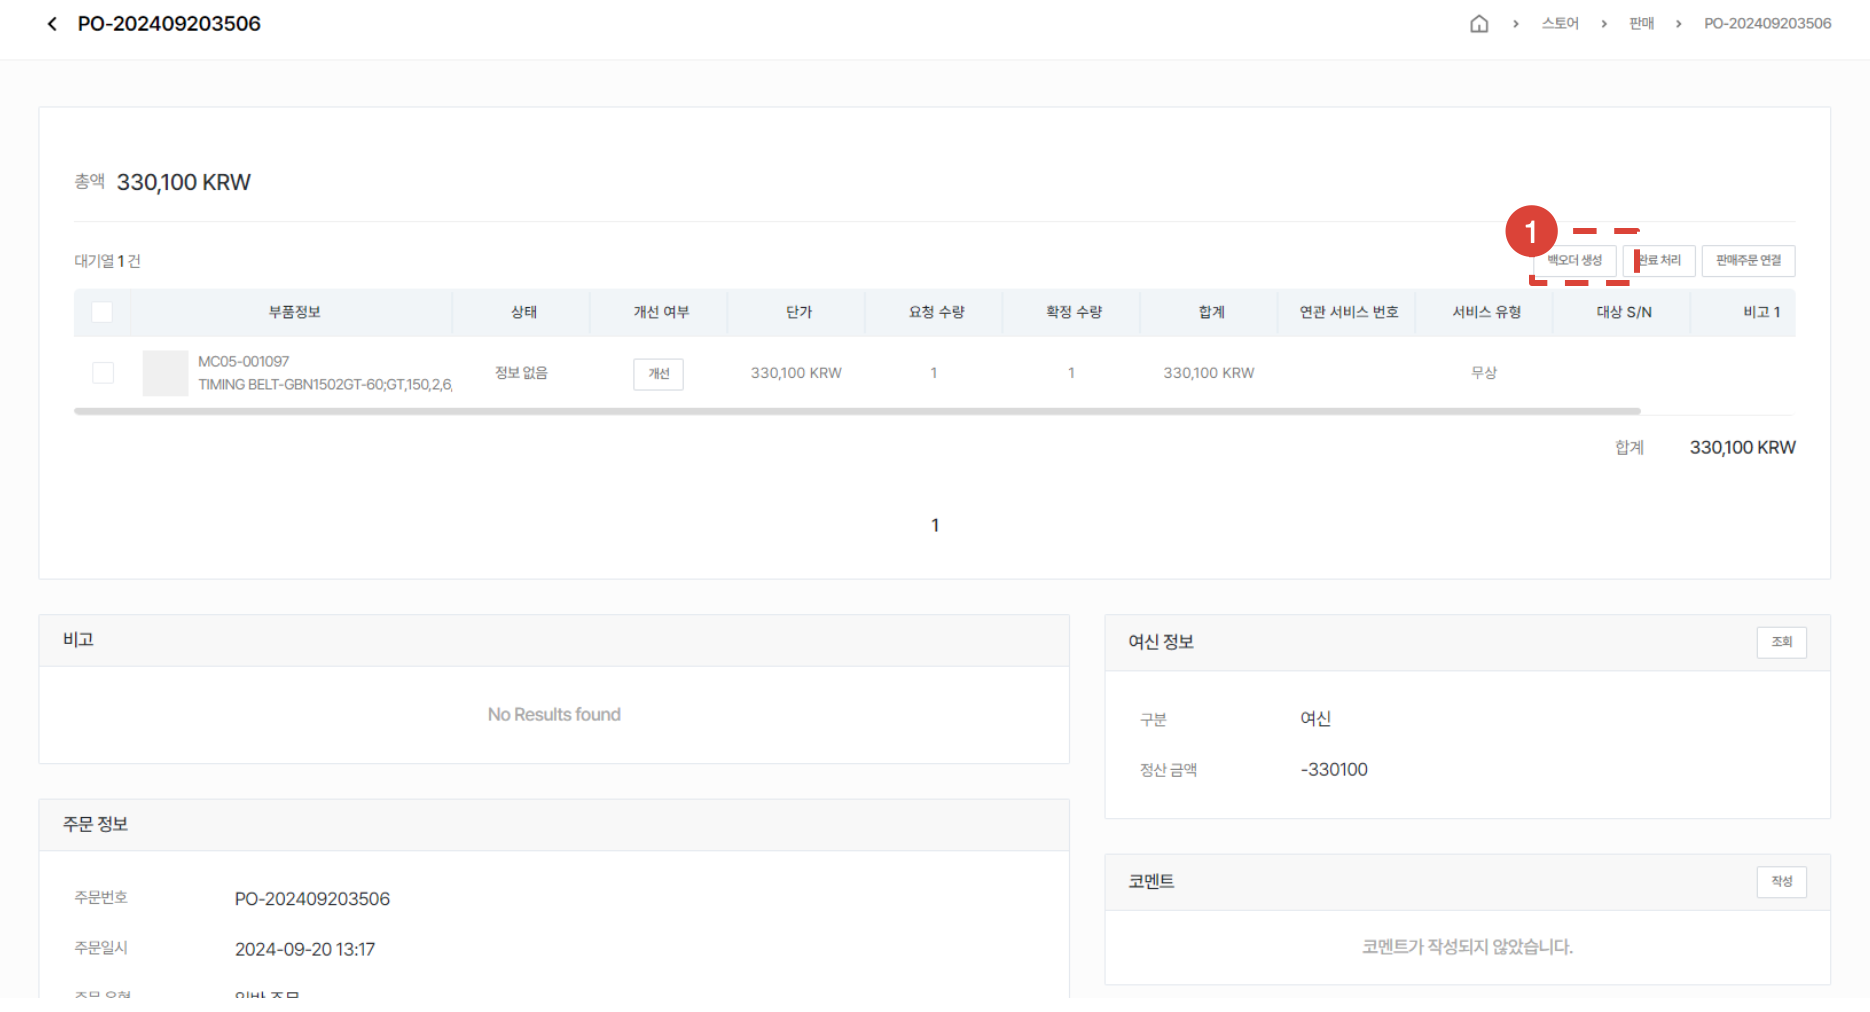 PO-202409203506
스토어 판매 PO-202409203506
총액 330,100 KRW
1
대기열 1 건
백오더 생성 완료 처리 판매주문 연결
부품정보 상태 개선 여부 단가 요청 수량 확정 수량 합계 연관 서비스 번호 서비스 유형 대상 S/N 비고 1
MC05-001097
TIMING BELT-GBN1502GT-60;GT,150,2,6,
정보 없음 개선 330,100 KRW 1 1 330,100 KRW 무상
합계 330,100 KRW
1
비고
No Results found
여신 정보 조회
구분 여신
정산 금액 -330100
주문 정보
주문번호 PO-202409203506
주문일시 2024-09-20 13:17
주문 유형 일반 주문
코멘트 작성
코멘트가 작성되지 않았습니다.